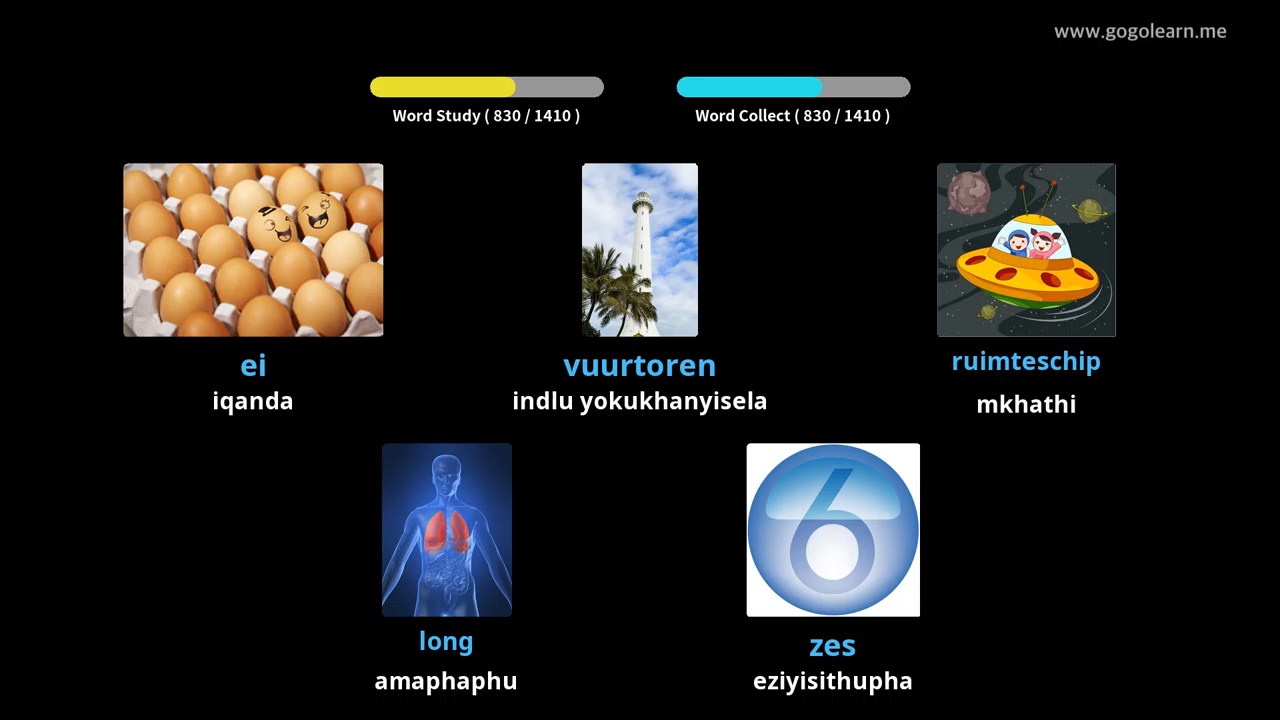 www.gogolearn.me
Word Study ( 830 / 1410 )
Word Collect ( 830 / 1410 )
ei
iqanda
vuurtoren
indlu yokukhanyisela
ruimteschip
mkhathi
6
long
amaphaphu
zes
eziyisithupha